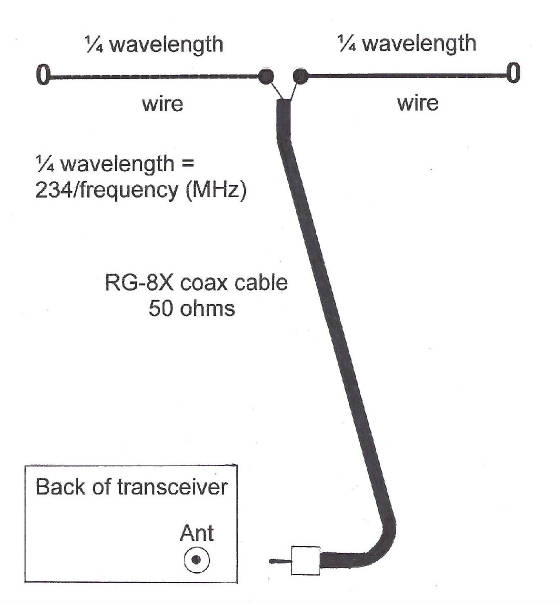 ¼ wavelength
¼ wavelength
wire
wire
¼ wavelength =
234/frequency (MHz)
RG-8X coax cable
50 ohms
Back of transceiver
Ant